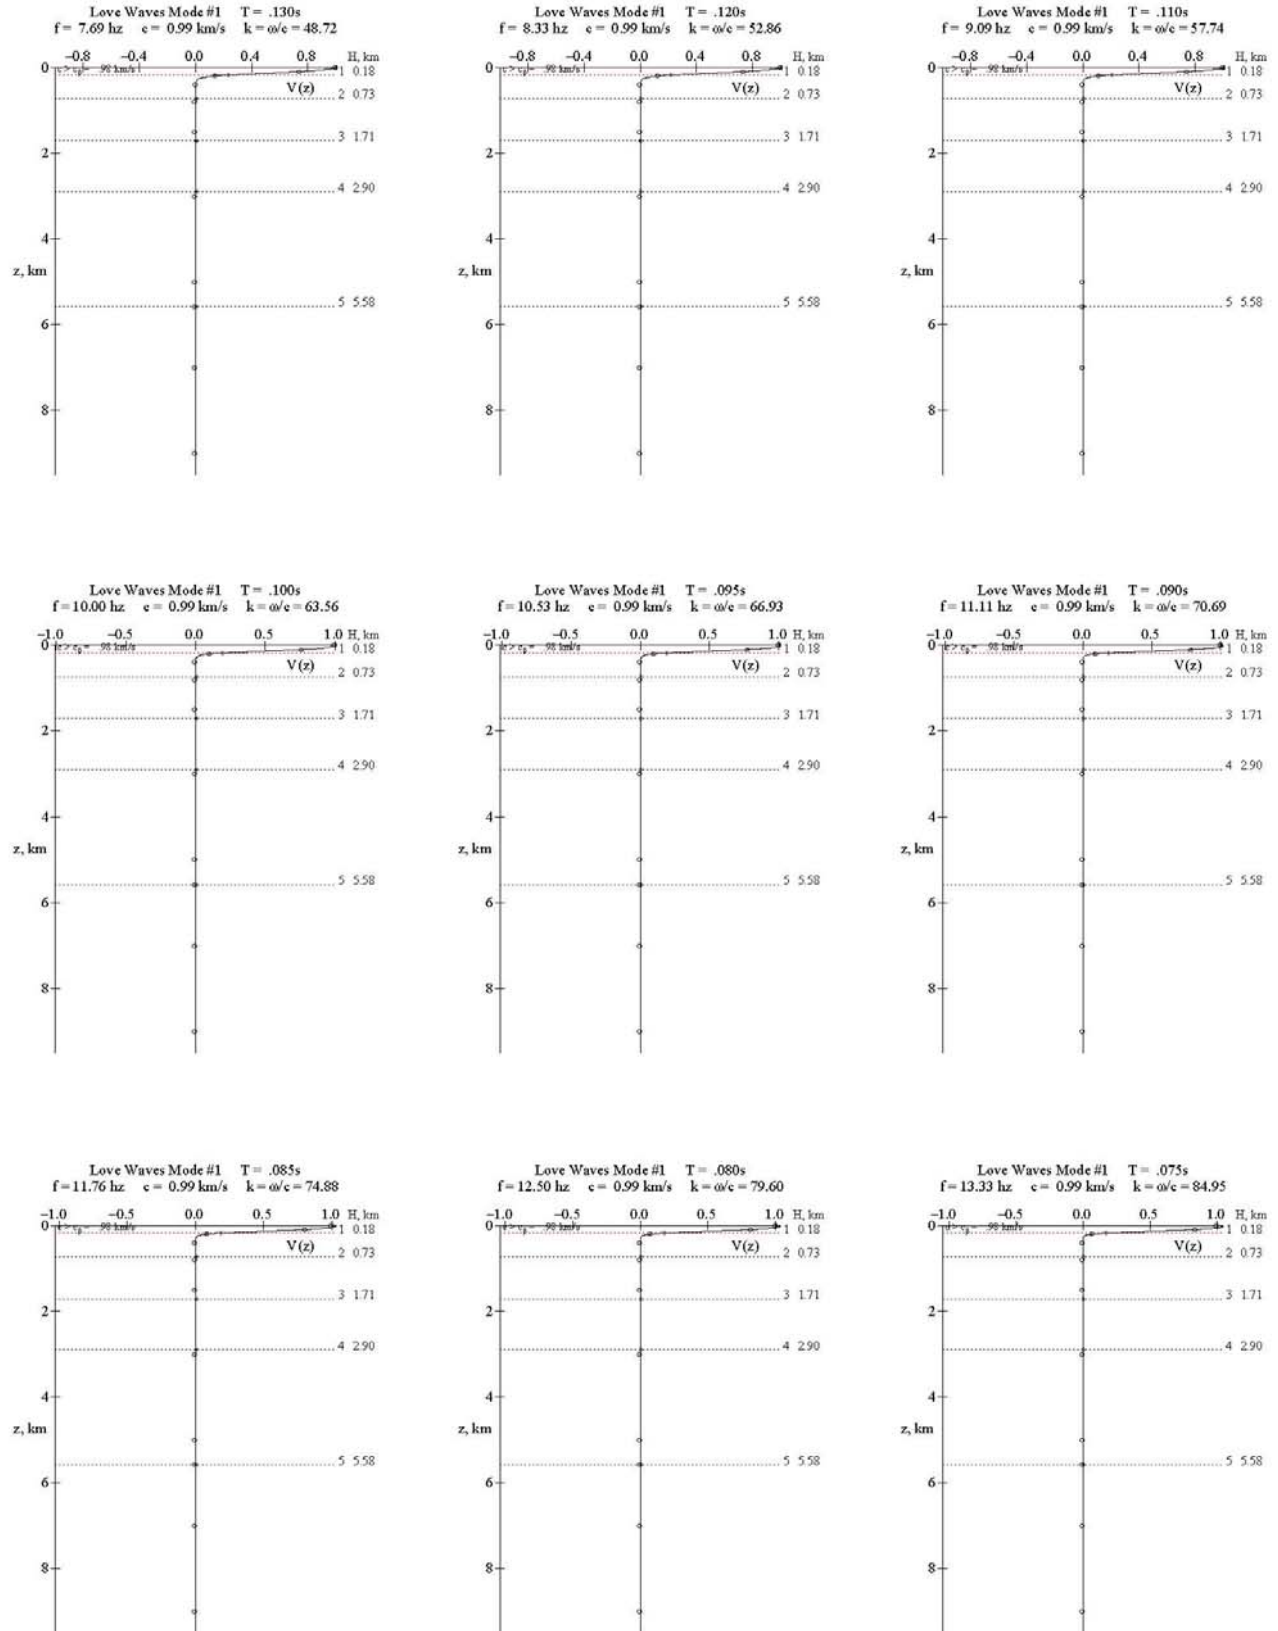 Love Waves Mode #1 T = .130s
f = 7.69 hz c = 0.99 km/s k = ω/c = 48.72
−0.8 −0.4 0.0 0.4 0.8 H, km
0 1 0.18
V(z)
2 0.73
3 1.71
2
4 2.90
4
z, km
5 5.58
6
8
Love Waves Mode #1 T = .120s
f = 8.33 hz c = 0.99 km/s k = ω/c = 52.86
−0.8 −0.4 0.0 0.4 0.8 H, km
0 1 0.18
V(z)
2 0.73
3 1.71
2
4 2.90
4
z, km
5 5.58
6
8
Love Waves Mode #1 T = .110s
f = 9.09 hz c = 0.99 km/s k = ω/c = 57.74
−0.8 −0.4 0.0 0.4 0.8 H, km
0 1 0.18
V(z)
2 0.73
3 1.71
2
4 2.90
4
z, km
5 5.58
6
8
Love Waves Mode #1 T = .100s
f = 10.00 hz c = 0.99 km/s k = ω/c = 63.56
−1.0 −0.5 0.0 0.5 1.0 H, km
0 1 0.18
V(z)
2 0.73
3 1.71
2
4 2.90
4
z, km
5 5.58
6
8
Love Waves Mode #1 T = .095s
f = 10.53 hz c = 0.99 km/s k = ω/c = 66.93
−1.0 −0.5 0.0 0.5 1.0 H, km
0 1 0.18
V(z)
2 0.73
3 1.71
2
4 2.90
4
z, km
5 5.58
6
8
Love Waves Mode #1 T = .090s
f = 11.11 hz c = 0.99 km/s k = ω/c = 70.69
−1.0 −0.5 0.0 0.5 1.0 H, km
0 1 0.18
V(z)
2 0.73
3 1.71
2
4 2.90
4
z, km
5 5.58
6
8
Love Waves Mode #1 T = .085s
f = 11.76 hz c = 0.99 km/s k = ω/c = 74.88
−1.0 −0.5 0.0 0.5 1.0 H, km
0 1 0.18
V(z)
2 0.73
3 1.71
2
4 2.90
4
z, km
5 5.58
6
8
Love Waves Mode #1 T = .080s
f = 12.50 hz c = 0.99 km/s k = ω/c = 79.60
−1.0 −0.5 0.0 0.5 1.0 H, km
0 1 0.18
V(z)
2 0.73
3 1.71
2
4 2.90
4
z, km
5 5.58
6
8
Love Waves Mode #1 T = .075s
f = 13.33 hz c = 0.99 km/s k = ω/c = 84.95
−1.0 −0.5 0.0 0.5 1.0 H, km
0 1 0.18
V(z)
2 0.73
3 1.71
2
4 2.90
4
z, km
5 5.58
6
8